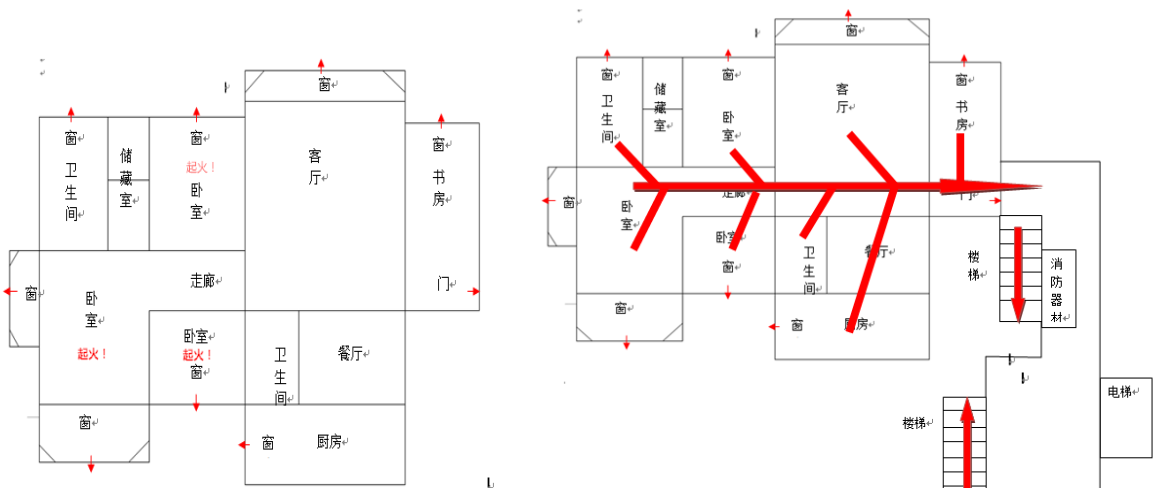 窗
窗
窗
窗
起火！
卫生间
储藏室
卧室
客厅
书房
走廊
门
窗
卧室
起火！
卧室
起火！
窗
卫生间
餐厅
窗
窗
厨房
窗
窗
窗
窗
卫生间
储藏室
卧室
客厅
书房
走廊
门
窗
卧室
卧室
窗
卫生间
餐厅
窗
窗
厨房
楼梯
消防器材
楼梯
电梯